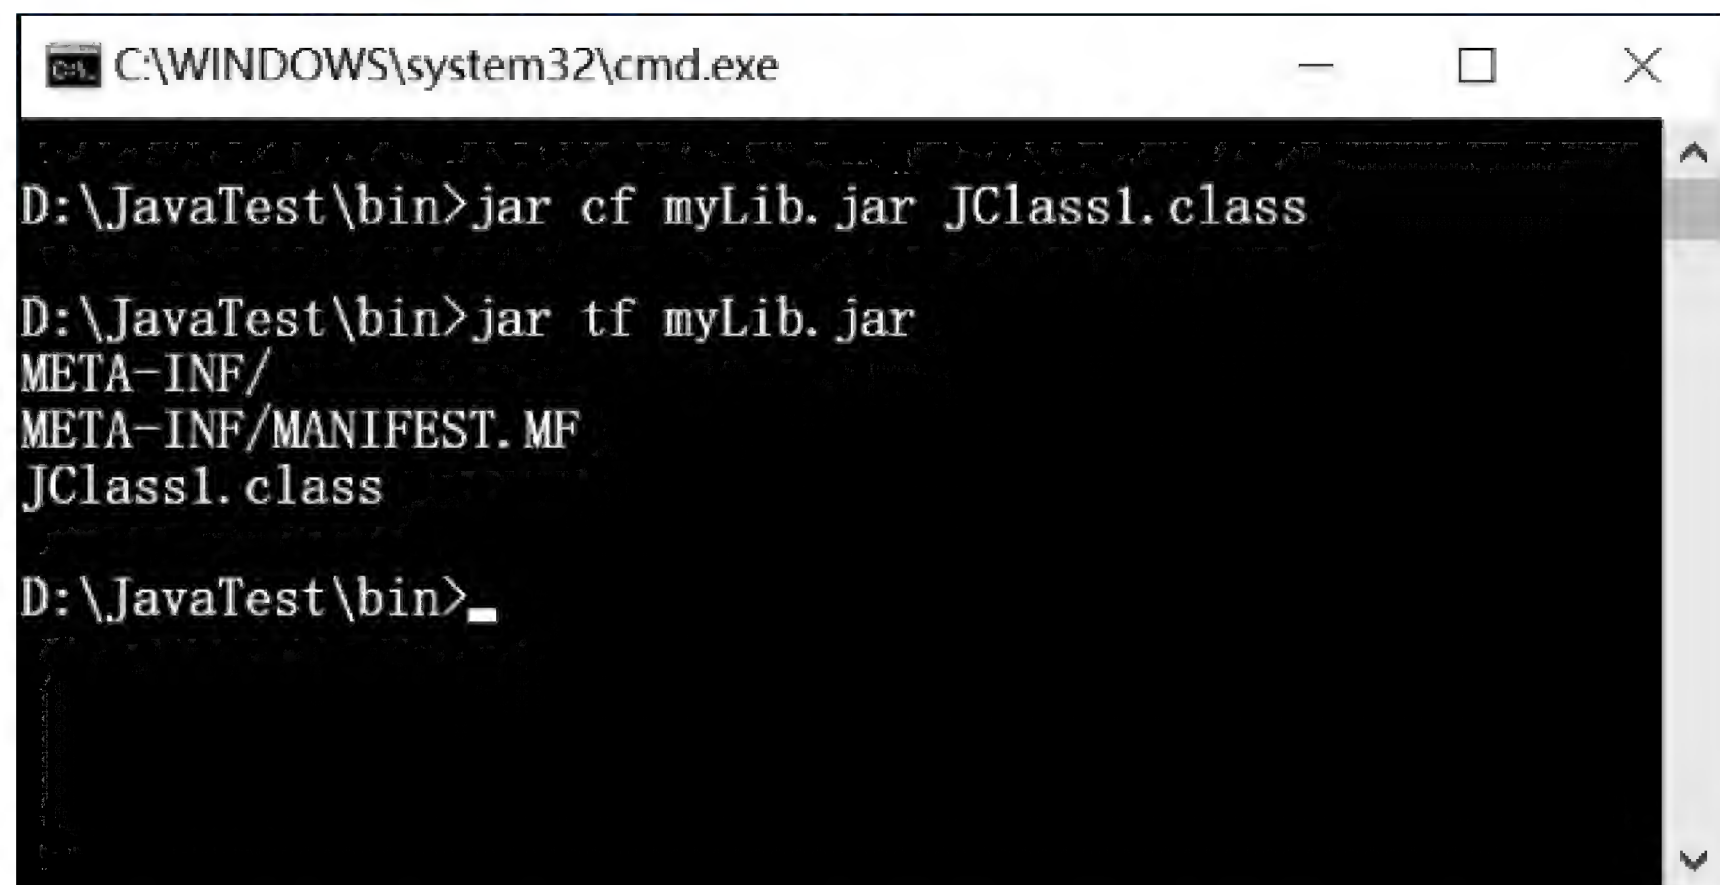 C:\WINDOWS\system32\cmd.exe
D:\JavaTest\bin>jar cf myLib.jar JClass1.class
D:\JavaTest\bin>jar tf myLib.jar
META-INF/
META-INF/MANIFEST.MF
JClass1.class
D:\JavaTest\bin>